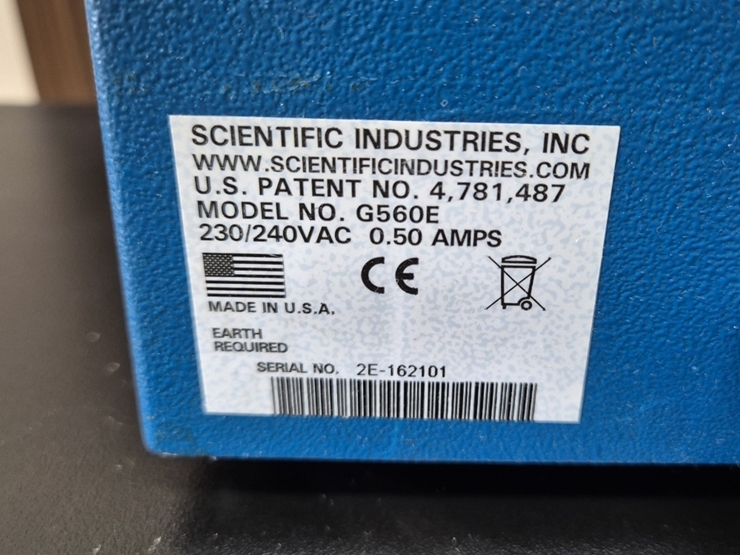 SCIENTIFIC INDUSTRIES, INC
WWW.SCIENTIFICINDUSTRIES.COM
U.S. PATENT NO. 4,781,487
MODEL NO. G560E
230/240VAC 0.50 AMPS
CE
MADE IN U.S.A.
EARTH
REQUIRED
SERIAL NO. 2E-162101